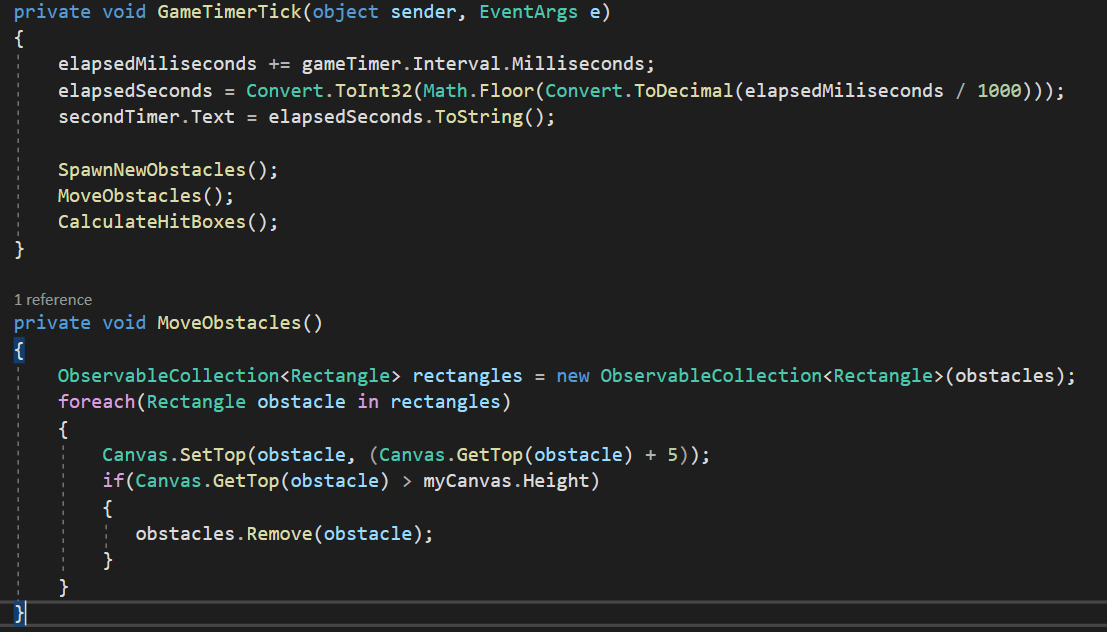 private void GameTimerTick(object sender, EventArgs e)
{
    elapsedMiliseconds += gameTimer.Interval.Milliseconds;
    elapsedSeconds = Convert.ToInt32(Math.Floor(Convert.ToDecimal(elapsedMiliseconds / 1000)));
    secondTimer.Text = elapsedSeconds.ToString();

    SpawnNewObstacles();
    MoveObstacles();
    CalculateHitBoxes();
}

1 reference
private void MoveObstacles()
{
    ObservableCollection<Rectangle> rectangles = new ObservableCollection<Rectangle>(obstacles);
    foreach(Rectangle obstacle in rectangles)
    {
        Canvas.SetTop(obstacle, (Canvas.GetTop(obstacle) + 5));
        if(Canvas.GetTop(obstacle) > myCanvas.Height)
        {
           obstacles.Remove(obstacle);
        }
    }
}